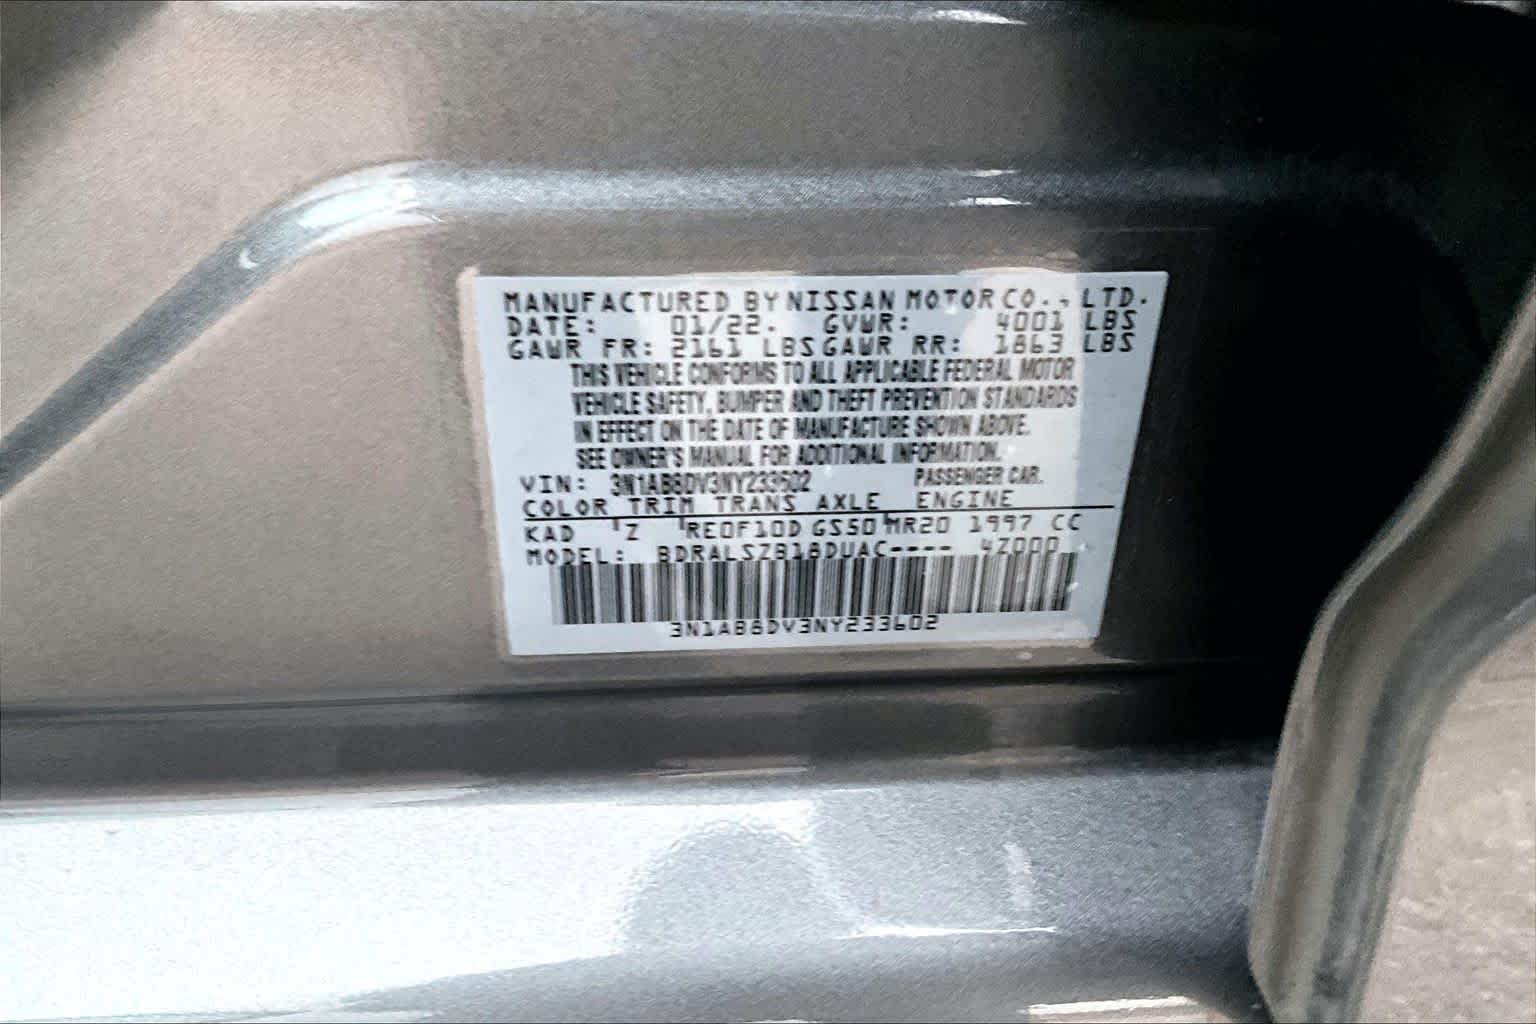 MANUFACTURED BY NISSAN MOTOR CO., LTD.
DATE: 01/22. GVWR: 4001 LBS
GAWR FR: 2161 LBS GAWR RR: 1863 LBS
THIS VEHICLE CONFORMS TO ALL APPLICABLE FEDERAL MOTOR
VEHICLE SAFETY, BUMPER AND THEFT PREVENTION STANDARDS
IN EFFECT ON THE DATE OF MANUFACTURE SHOWN ABOVE.
SEE OWNER'S MANUAL FOR ADDITIONAL INFORMATION.
VIN: 3N1AB8DV3NY233602 PASSENGER CAR.
COLOR TRIM TRANS AXLE ENGINE
KAD Z RE0F10D GS50 MR20 1997 CC
MODEL: BDRALSZB18DUAC---- 4Z000
3N1AB8DV3NY233602